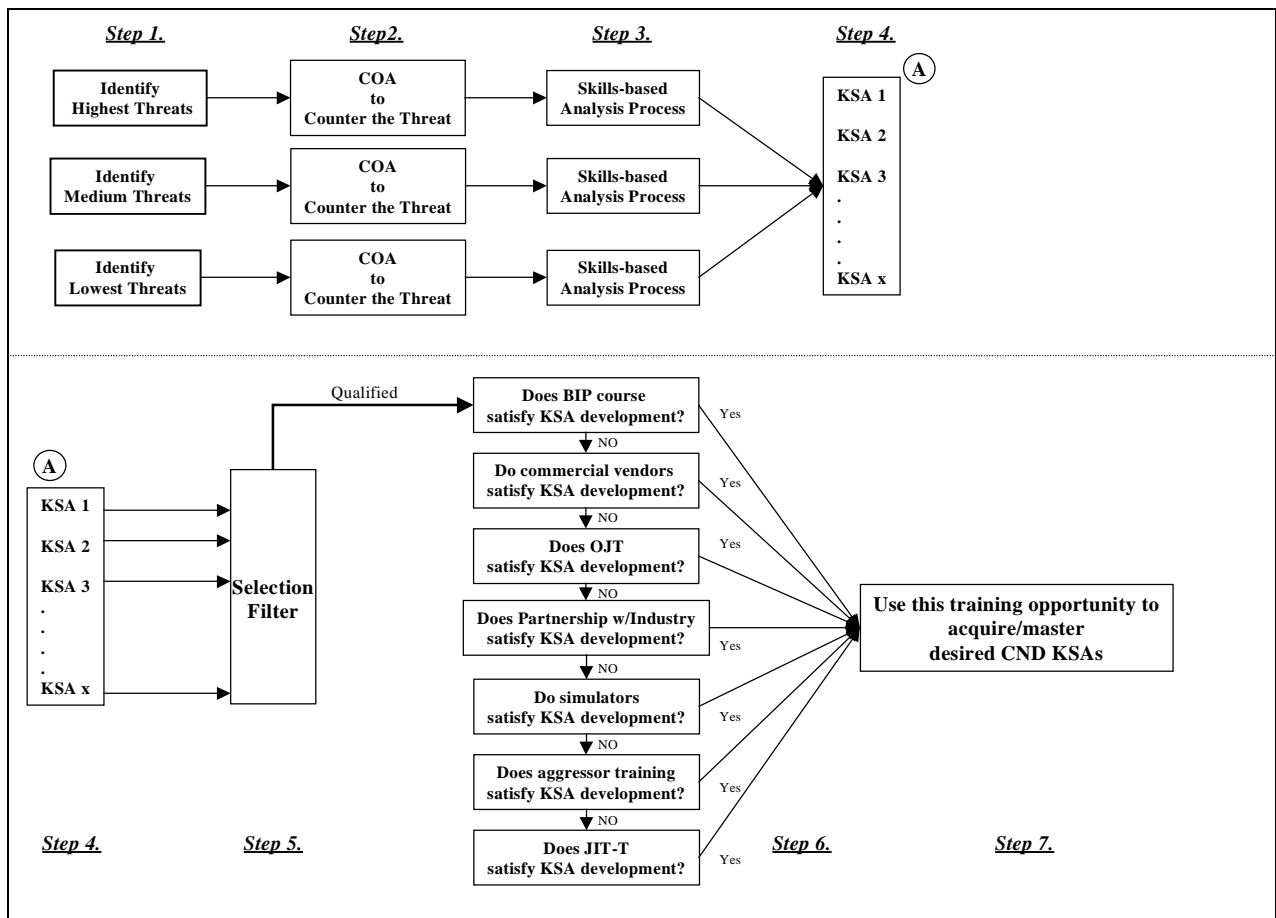 Step 1.
Step2.
Step 3.
Step 4.
A
Identify
Highest Threats
COA
to
Counter the Threat
Skills-based
Analysis Process
KSA 1
KSA 2
KSA 3
.
.
.
.
KSA x
Identify
Medium Threats
COA
to
Counter the Threat
Skills-based
Analysis Process
Identify
Lowest Threats
COA
to
Counter the Threat
Skills-based
Analysis Process
A
KSA 1
KSA 2
KSA 3
.
.
.
.
KSA x
Selection
Filter
Qualified
Does BIP course
satisfy KSA development?
Yes
NO
Do commercial vendors
satisfy KSA development?
Yes
NO
Does OJT
satisfy KSA development?
Yes
NO
Does Partnership w/Industry
satisfy KSA development?
Yes
NO
Do simulators
satisfy KSA development?
Yes
NO
Does aggressor training
satisfy KSA development?
Yes
NO
Does JIT-T
satisfy KSA development?
Yes
Use this training opportunity to
acquire/master
desired CND KSAs
Step 4.
Step 5.
Step 6.
Step 7.